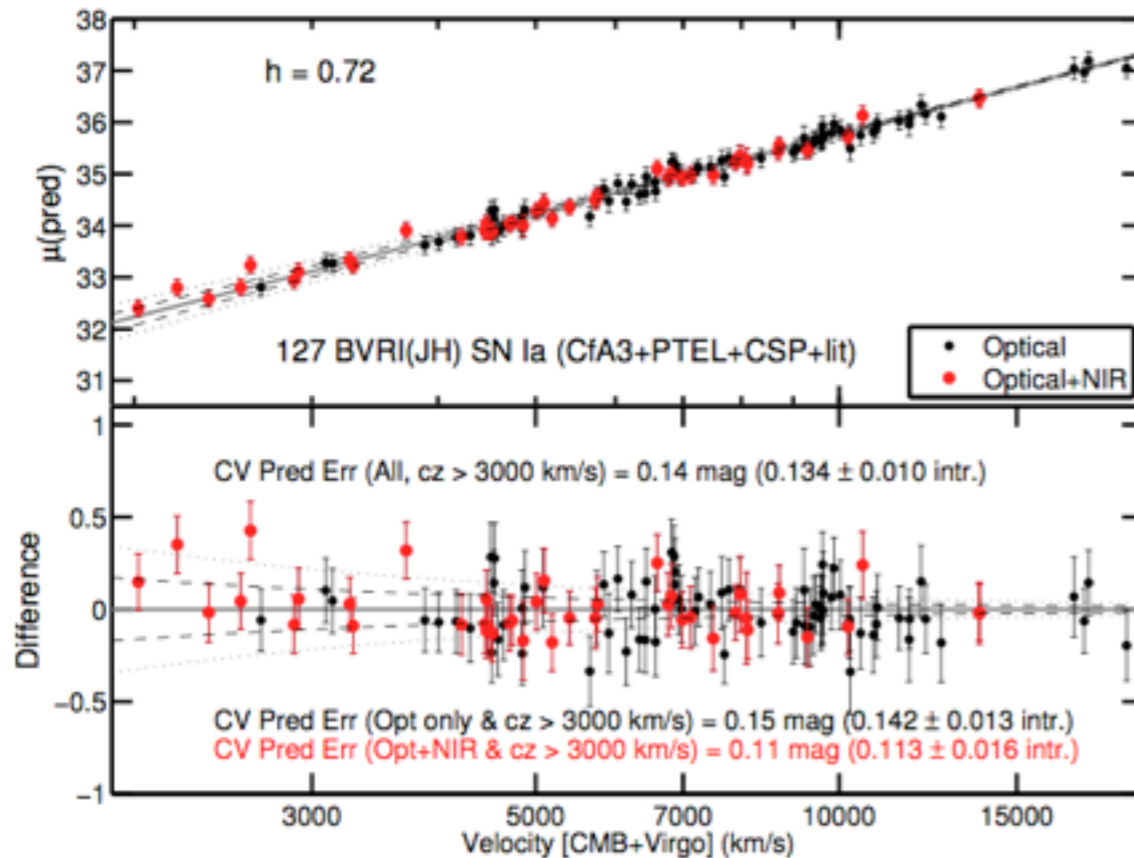 38
37
36
35
34
33
32
31
μ(pred)
h = 0.72
127 BVRI(JH) SN Ia (CfA3+PTEL+CSP+lit)
Optical
Optical+NIR
1
0.5
0
−0.5
−1
Difference
CV Pred Err (All, cz > 3000 km/s) = 0.14 mag (0.134 ± 0.010 intr.)
CV Pred Err (Opt only & cz > 3000 km/s) = 0.15 mag (0.142 ± 0.013 intr.)
CV Pred Err (Opt+NIR & cz > 3000 km/s) = 0.11 mag (0.113 ± 0.016 intr.)
3000 5000 7000 10000 15000
Velocity [CMB+Virgo] (km/s)